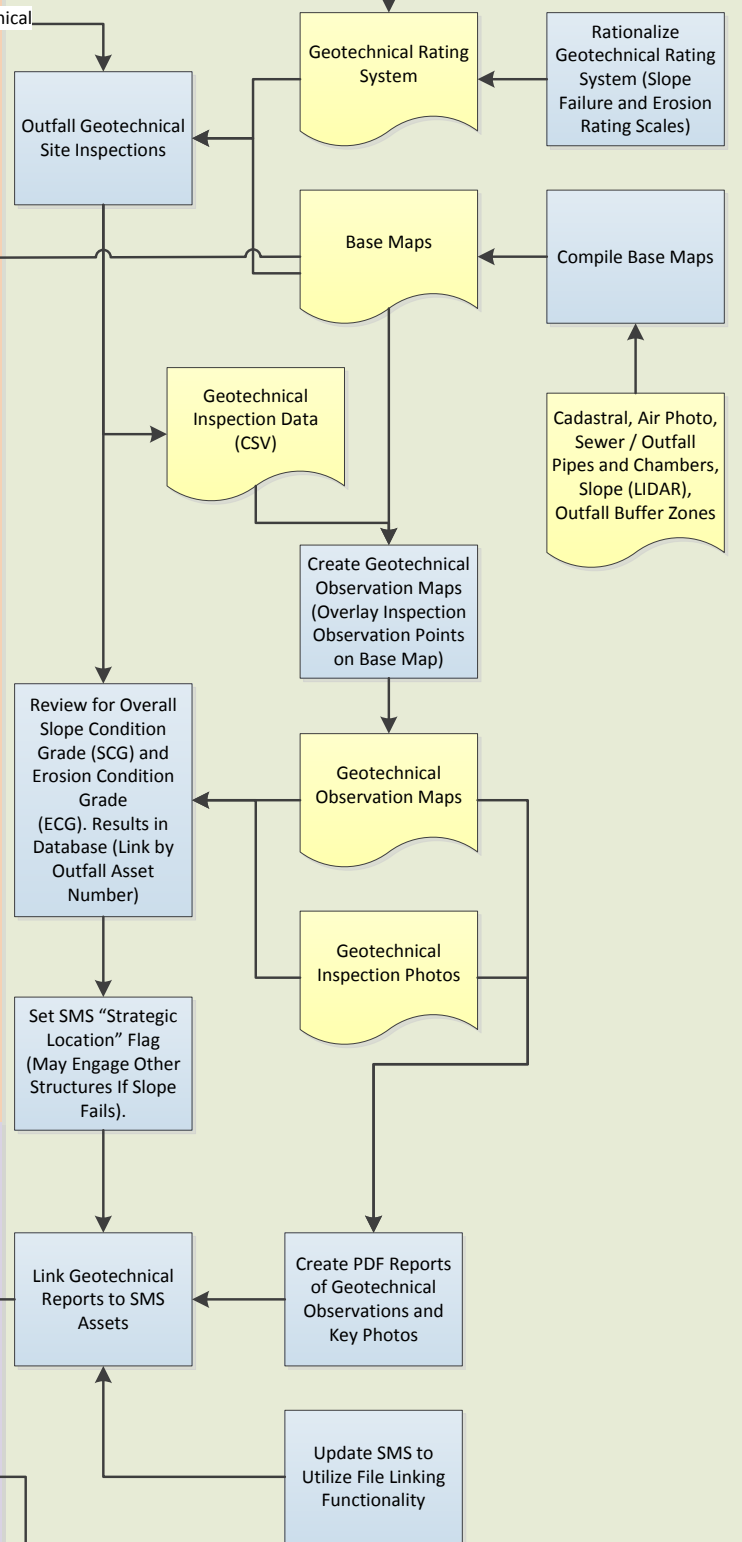 nical
Geotechnical Rating
System
Rationalize
Geotechnical Rating
System (Slope
Failure and Erosion
Rating Scales)
Outfall Geotechnical
Site Inspections
Base Maps
Compile Base Maps
Geotechnical
Inspection Data
(CSV)
Cadastral, Air Photo,
Sewer / Outfall
Pipes and Chambers,
Slope (LIDAR),
Outfall Buffer Zones
Create Geotechnical
Observation Maps
(Overlay Inspection
Observation Points
on Base Map)
Review for Overall
Slope Condition
Grade (SCG) and
Erosion Condition
Grade
(ECG). Results in
Database (Link by
Outfall Asset
Number)
Geotechnical
Observation Maps
Geotechnical
Inspection Photos
Set SMS “Strategic
Location” Flag
(May Engage Other
Structures If Slope
Fails).
Link Geotechnical
Reports to SMS
Assets
Create PDF Reports
of Geotechnical
Observations and
Key Photos
Update SMS to
Utilize File Linking
Functionality